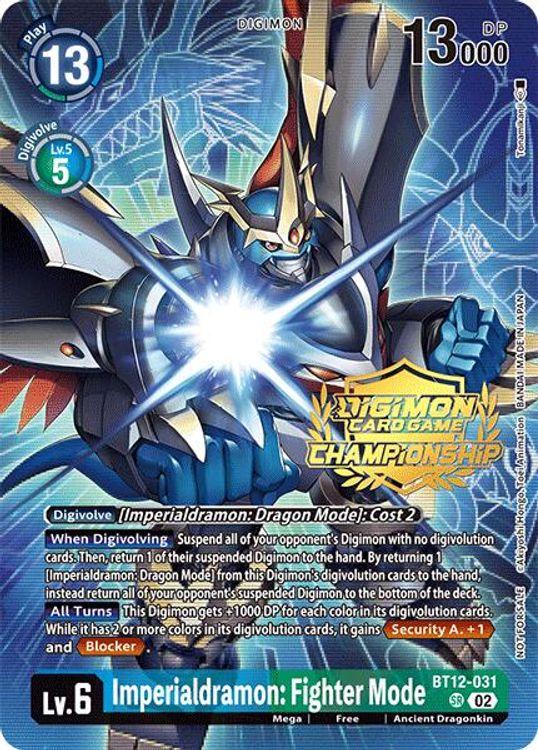 Play
13
DIGIMON
13000
DP
Digivolve
Lv.5
5
Tonamikanji
DIGIMON
CARD GAME
CHAMPIONSHIP
NOT FOR SALE ©Akiyoshi Hongo, Toei Animation BANDAI MADE IN JAPAN
Digivolve [Imperialdramon: Dragon Mode]: Cost 2
When Digivolving Suspend all of your opponent's Digimon with no digivolution
cards. Then, return 1 of their suspended Digimon to the hand. By returning 1
[Imperialdramon: Dragon Mode] from this Digimon's digivolution cards to the hand,
instead return all of your opponent's suspended Digimon to the bottom of the deck.
All Turns This Digimon gets +1000 DP for each color in its digivolution cards.
While it has 2 or more colors in its digivolution cards, it gains Security A. +1
and Blocker .
Lv.6
Imperialdramon: Fighter Mode
BT12-031
SR 02
Mega | Free | Ancient Dragonkin